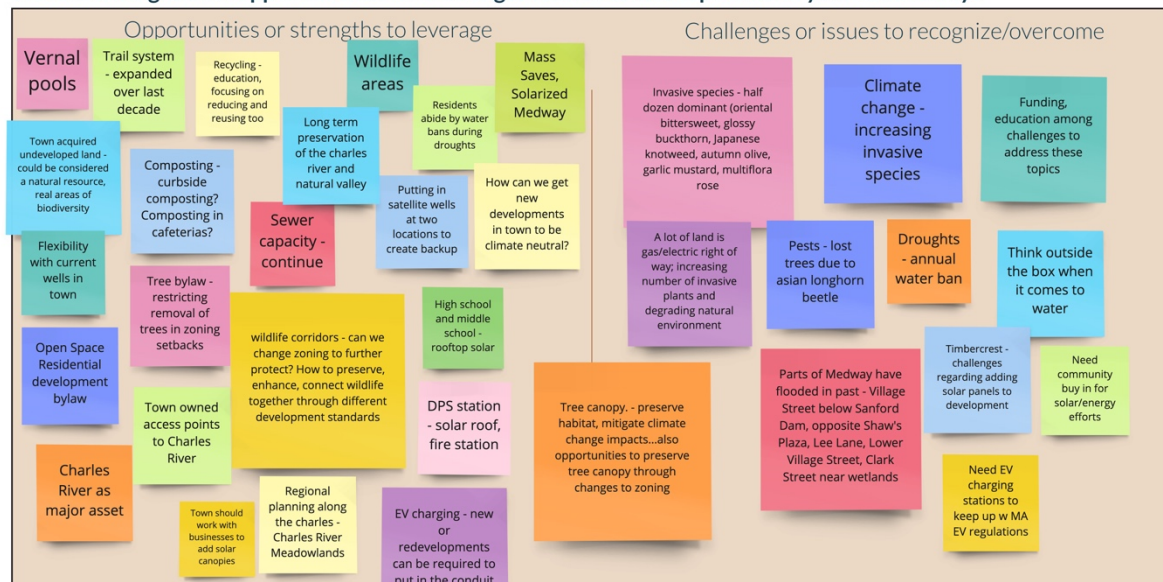 Opportunities or strengths to leverage
Challenges or issues to recognize/overcome
Vernal
pools
Trail system
- expanded
over last
decade
Recycling -
education,
focusing on
reducing and
reusing too
Wildlife
areas
Mass
Saves,
Solarized
Medway
Town acquired
undeveloped land -
could be considered
a natural resource,
real areas of
biodiversity
Composting -
curbside
composting?
Composting in
cafeterias?
Long term
preservation
of the charles
river and
natural valley
Residents
abide by water
bans during
droughts
Putting in
satellite wells
at two
locations to
create backup
How can we get
new
developments
in town to be
climate neutral?
Sewer
capacity -
continue
Flexibility
with current
wells in
town
Tree bylaw -
restricting
removal of
trees in zoning
setbacks
wildlife corridors - can we
change zoning to further
protect? How to preserve,
enhance, connect wildlife
together through different
development standards
High school
and middle
school -
rooftop solar
Open Space
Residential
development
bylaw
Town owned
access points
to Charles
River
DPS station
- solar roof,
fire station
Charles
River as
major asset
Town should
work with
businesses to
add solar
canopies
Regional
planning along
the charles -
Charles River
Meadowlands
EV charging - new
or
redevelopments
can be required to
put in the conduit
Invasive species - half
dozen dominant (oriental
bittersweet, glossy
buckthorn, Japanese
knotweed, autumn olive,
garlic mustard, multiflora
rose
Climate
change -
increasing
invasive
species
Funding,
education among
challenges to
address these
topics
A lot of land is
gas/electric right of
way; increasing
number of invasive
plants and
degrading natural
environment
Pests - lost
trees due to
asian longhorn
beetle
Droughts
- annual
water ban
Think outside
the box when
it comes to
water
Tree canopy. - preserve
habitat, mitigate climate
change impacts...also
opportunities to preserve
tree canopy through
changes to zoning
Parts of Medway have
flooded in past - Village
Street below Sanford
Dam, opposite Shaw's
Plaza, Lee Lane, Lower
Village Street, Clark
Street near wetlands
Timbercrest -
challenges
regarding adding
solar panels to
development
Need
community
buy in for
solar/energy
efforts
Need EV
charging
stations to
keep up w MA
EV regulations